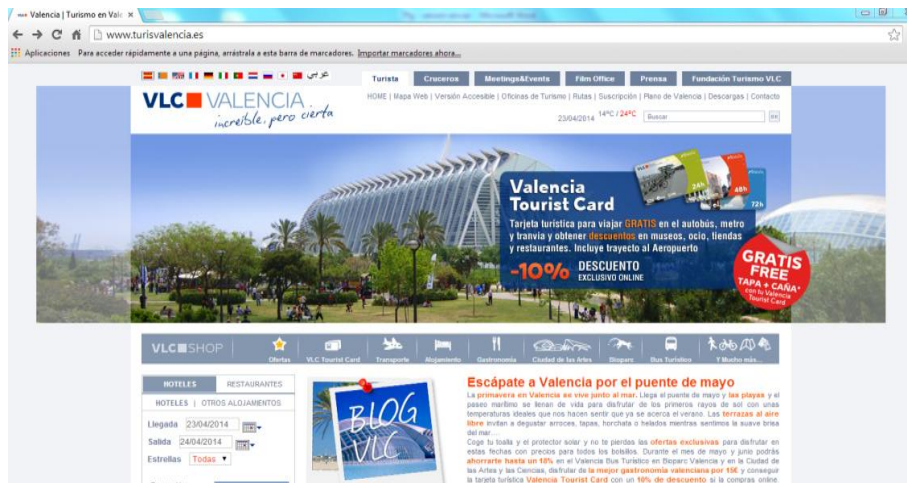 Valencia | Turismo en Vale
www.turisvalencia.es
Aplicaciones Para acceder rápidamente a una página, arrástrala a esta barra de marcadores. Importar marcadores ahora...
عربي
Turista Cruceros Meetings&Events Film Office Prensa Fundación Turismo VLC
HOME | Mapa Web | Versión Accesible | Oficinas de Turismo | Rutas | Suscripción | Plano de Valencia | Descargas | Contacto
VLC VALENCIA
increíble, pero cierta
23/04/2014 14ºC / 24ºC Buscar
Valencia
Tourist Card
24h
48h
72h
Tarjeta turística para viajar GRATIS en el autobús, metro
y tranvia y obtener descuentos en museos, ocio, tiendas
y restaurantes. Incluye trayecto al Aeropuerto
-10% DESCUENTO
EXCLUSIVO ONLINE
GRATIS
FREE
TAPA + CAÑA*
con tu Valencia
Tourist Card
VLC SHOP
Ofertas VLC Tourist Card Transporte Alojamiento Gastronomía Ciudad de las Artes Bioparc Bus Turístico Y Mucho más...
HOTELES RESTAURANTES
HOTELES | OTROS ALOJAMIENTOS
Llegada 23/04/2014
Salida 24/04/2014
Estrellas Todas
BLOG
VLC
Escápate a Valencia por el puente de mayo
La primavera en Valencia se vive junto al mar. Llega el puente de mayo y las playas y el
paseo marítimo se llenan de vida para disfrutar de los primeros rayos de sol con unas
temperaturas ideales que nos hacen sentir que ya se acerca el verano. Las terrazas al aire
libre invitan a degustar arroces, tapas, horchata o helados mientras sentimos la suave brisa
del mar....
Coge tu toalla y el protector solar y no te pierdas las ofertas exclusivas para disfrutar en
estas fechas con precios para todos los bolsillos. Durante el mes de mayo y junio podrás
ahorrarte hasta un 18% en el Valencia Bus Turístico en Bioparc Valencia y en la Ciudad de
las Artes y las Ciencias, disfrutar de la mejor gastronomía valenciana por 15€ y conseguir
la tarjeta turística Valencia Tourist Card con un 10% de descuento si la compras online.